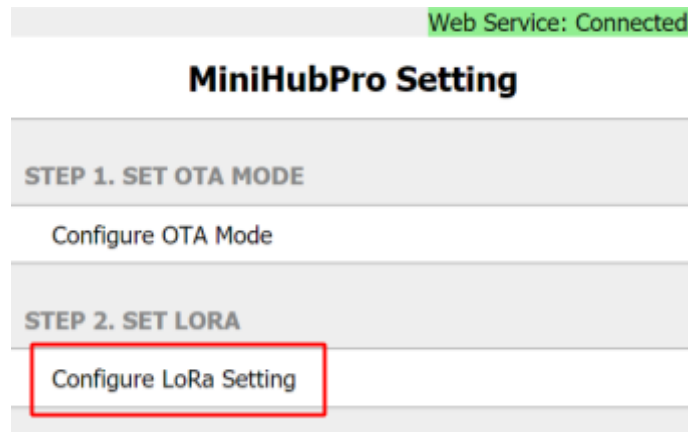 Web Service: Connected
MiniHubPro Setting
STEP 1. SET OTA MODE
Configure OTA Mode
STEP 2. SET LORA
Configure LoRa Setting